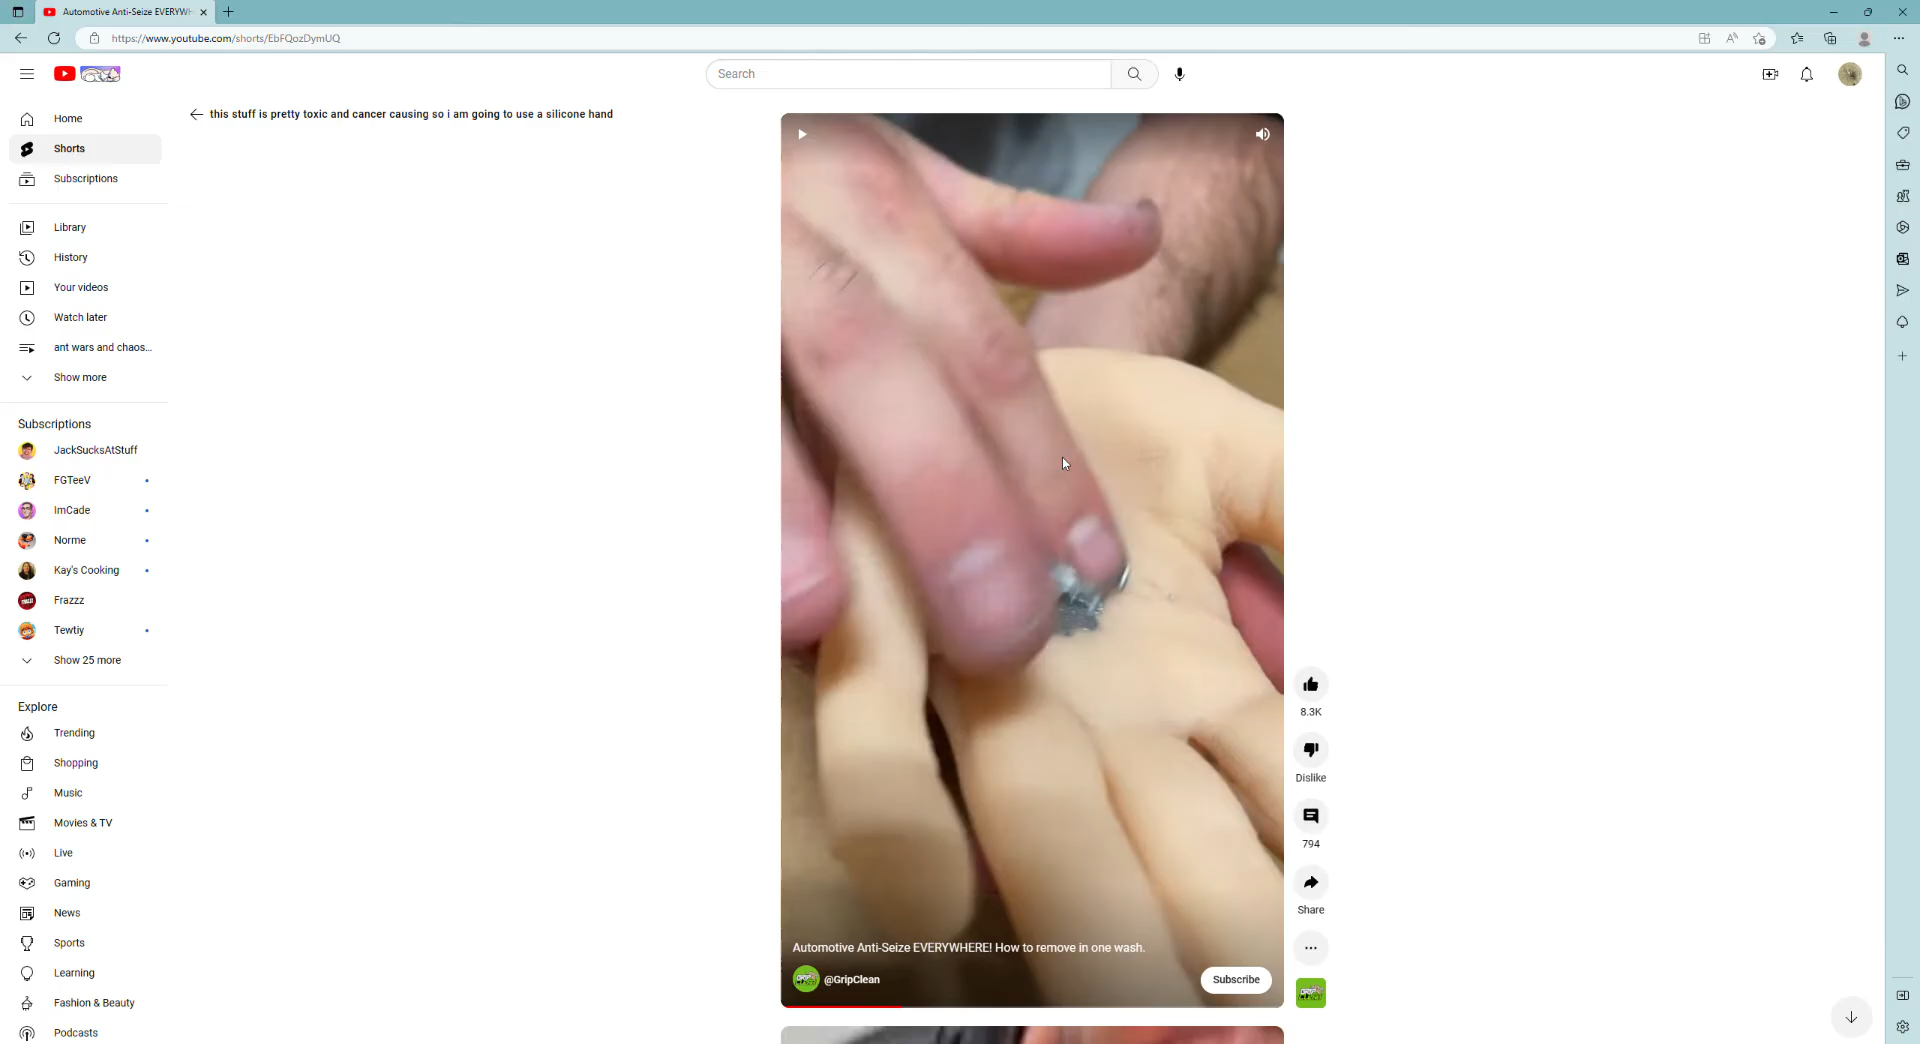 Automotive Anti-Seize EVERYWH
https://www.youtube.com/shorts/EbFQozDymUQ
Search
Home
Shorts
Subscriptions
Library
History
Your videos
Watch later
ant wars and chaos...
Show more
Subscriptions
JackSucksAtStuff
FGTeeV
ImCade
Norme
Kay's Cooking
Frazzz
Tewtiy
Show 25 more
Explore
Trending
Shopping
Music
Movies & TV
Live
Gaming
News
Sports
Learning
Fashion & Beauty
Podcasts
this stuff is pretty toxic and cancer causing so i am going to use a silicone hand
Automotive Anti-Seize EVERYWHERE! How to remove in one wash.
@GripClean
Subscribe
8.3K
Dislike
794
Share